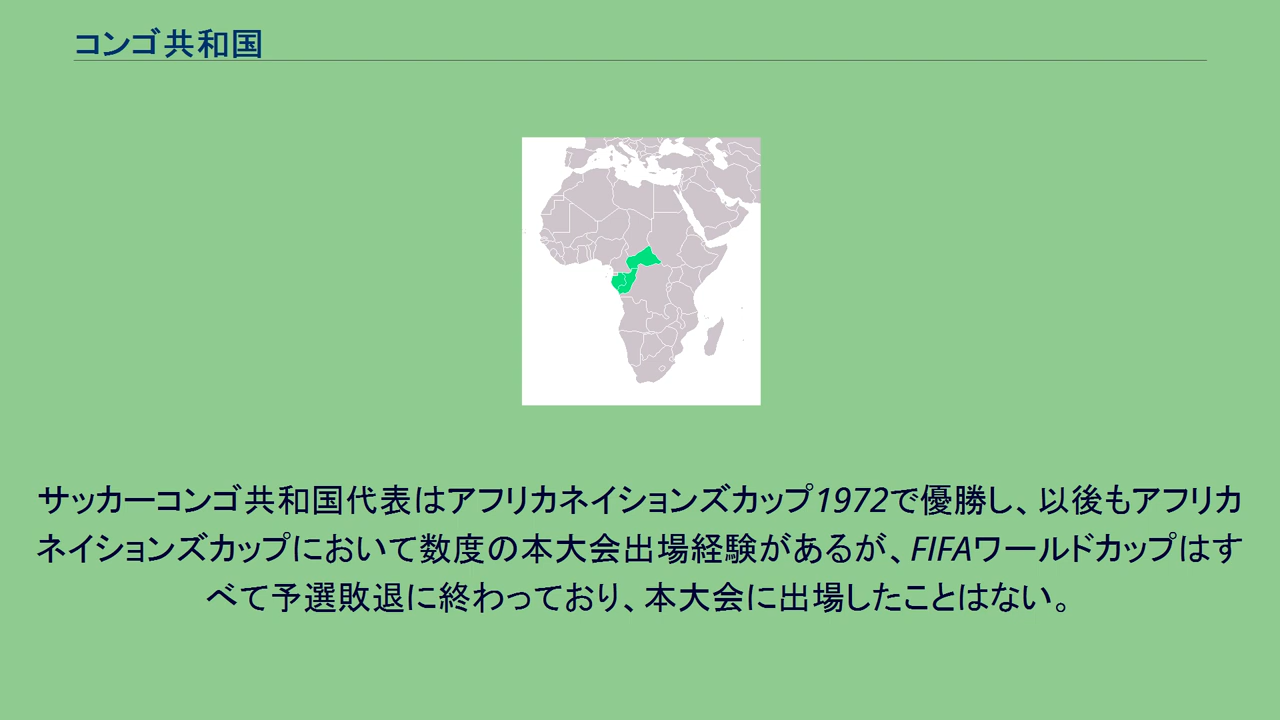 コンゴ共和国
サッカーコンゴ共和国代表はアフリカネイションズカップ1972で優勝し、以後もアフリカ
ネイションズカップにおいて数度の本大会出場経験があるが、FIFAワールドカップはす
べて予選敗退に終わっており、本大会に出場したことはない。